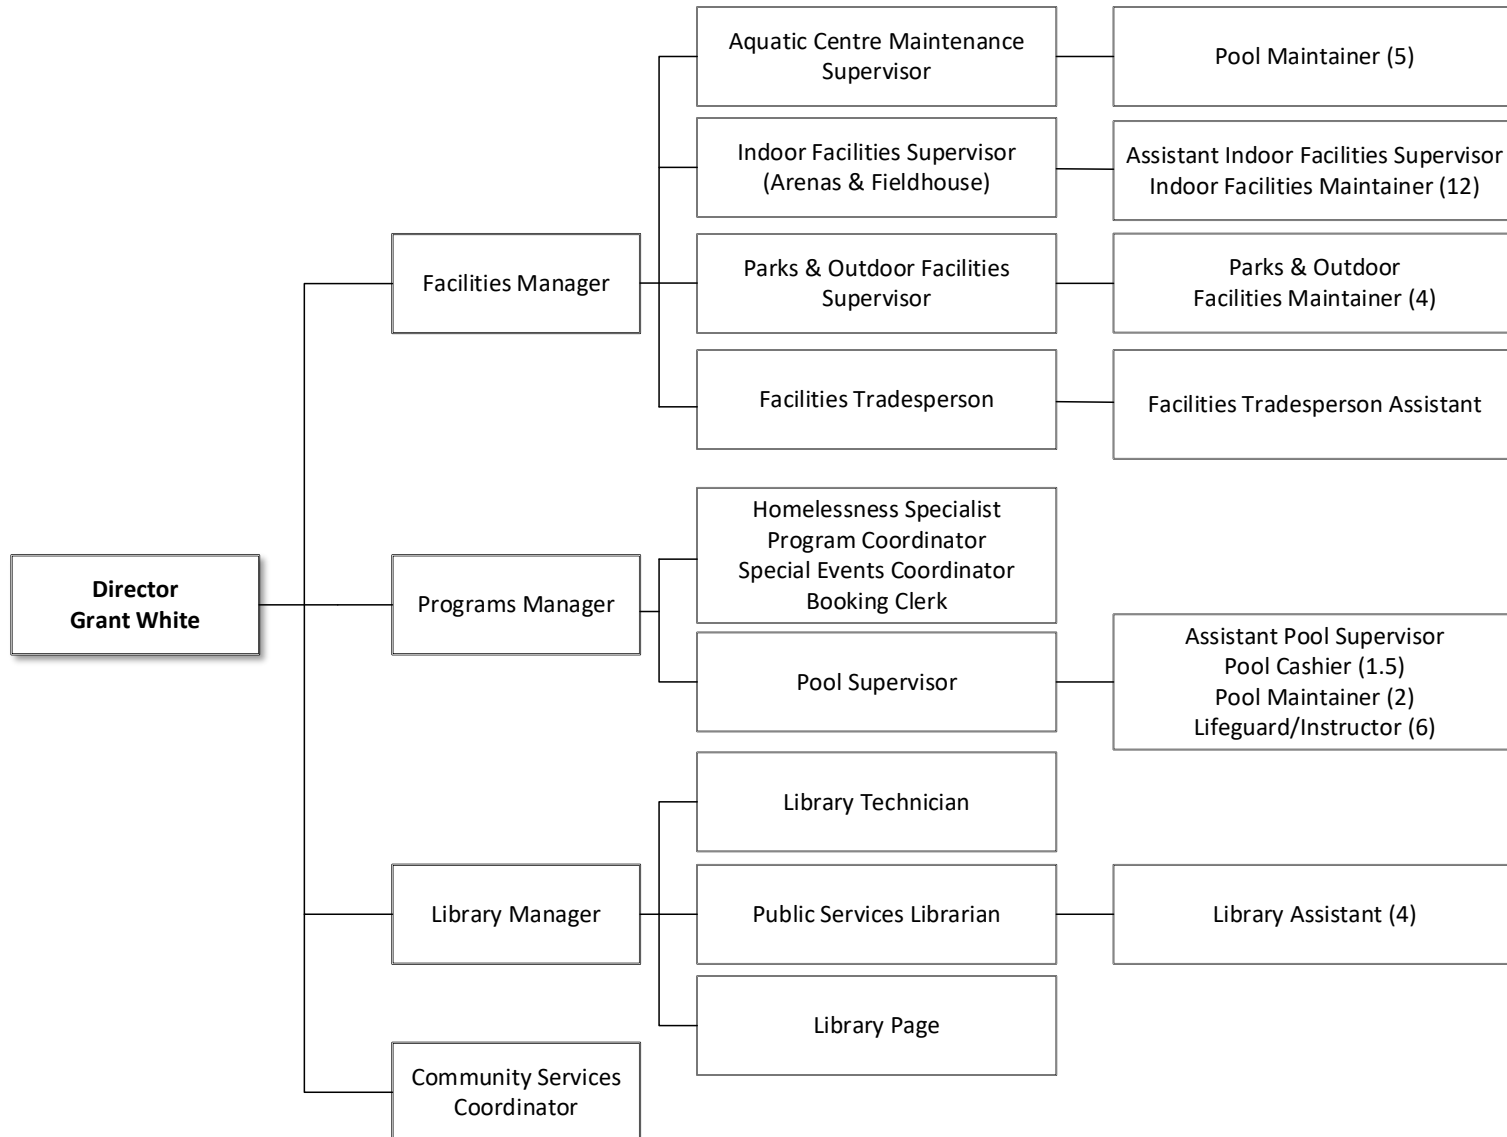 Aquatic Centre Maintenance
Supervisor
Pool Maintainer (5)
Indoor Facilities Supervisor
(Arenas & Fieldhouse)
Assistant Indoor Facilities Supervisor
Indoor Facilities Maintainer (12)
Facilities Manager
Parks & Outdoor Facilities
Supervisor
Parks & Outdoor
Facilities Maintainer (4)
Facilities Tradesperson
Facilities Tradesperson Assistant
Director
Grant White
Programs Manager
Homelessness Specialist
Program Coordinator
Special Events Coordinator
Booking Clerk
Pool Supervisor
Assistant Pool Supervisor
Pool Cashier (1.5)
Pool Maintainer (2)
Lifeguard/Instructor (6)
Library Technician
Library Manager
Public Services Librarian
Library Assistant (4)
Library Page
Community Services
Coordinator